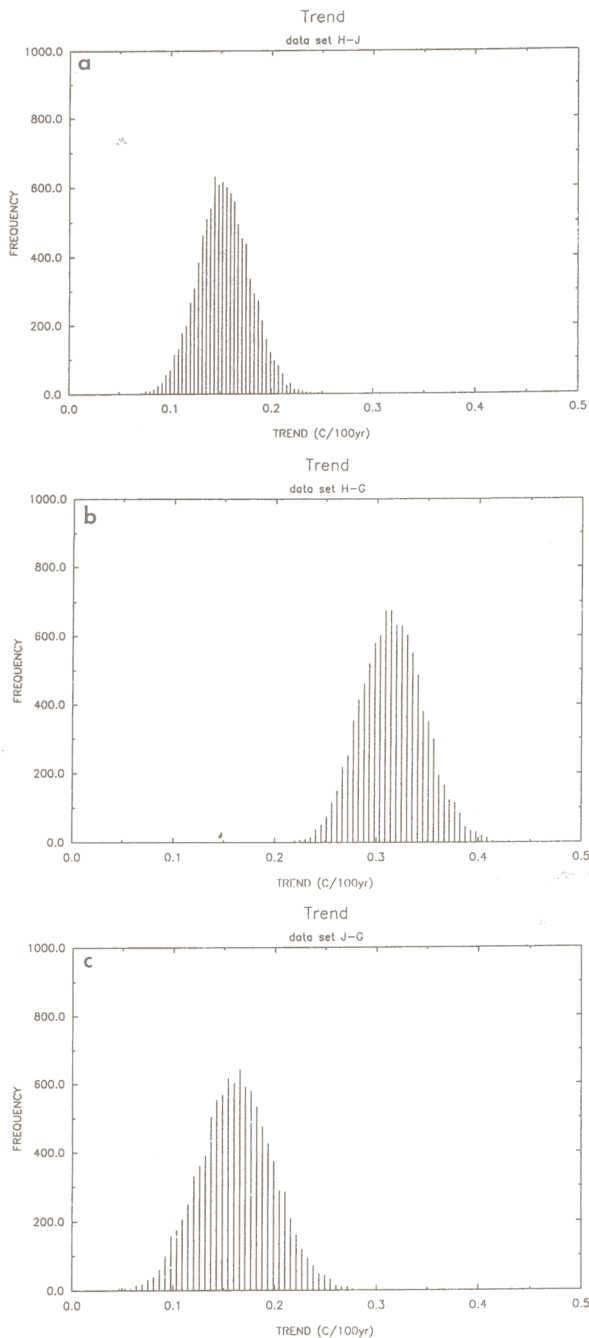 Trend
data set H-J
a
1000.0
800.0
600.0
400.0
200.0
0.0
FREQUENCY
0.0 0.1 0.2 0.3 0.4 0.5
TREND (C/100yr)
Trend
data set H-G
b
1000.0
800.0
600.0
400.0
200.0
0.0
FREQUENCY
0.0 0.1 0.2 0.3 0.4 0.5
TREND (C/100yr)
Trend
data set J-G
c
1000.0
800.0
600.0
400.0
200.0
0.0
FREQUENCY
0.0 0.1 0.2 0.3 0.4 0.5
TREND (C/100yr)